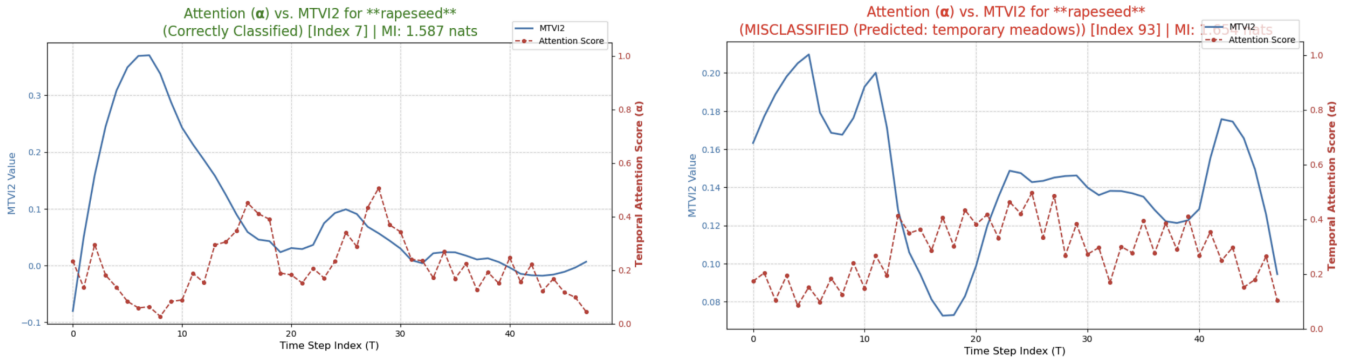 Attention (α) vs. MTVI2 for **rapeseed**
(Correctly Classified) [Index 7] | MI: 1.587 nats
MTVI2
Attention Score
MTVI2 Value
0.3
0.2
0.1
0.0
−0.1
1.0
0.8
0.6
0.4
0.2
0.0
Temporal Attention Score (α)
0
10
20
30
40
Time Step Index (T)
Attention (α) vs. MTVI2 for **rapeseed**
(MISCLASSIFIED (Predicted: temporary meadows)) [Index 93] | MI: nats
MTVI2
Attention Score
MTVI2 Value
0.20
0.18
0.16
0.14
0.12
0.10
0.08
1.0
0.8
0.6
0.4
0.2
0.0
Temporal Attention Score (α)
0
10
20
30
40
Time Step Index (T)